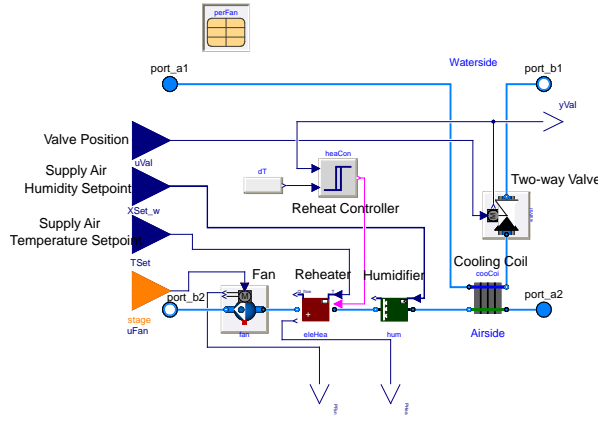 perFan
Waterside
port_a1
port_b1
yVal
Valve Position
uVal
heaCon
dT
Supply Air
Humidity Setpoint
Two-way Valve
XSet_w
Reheat Controller
Supply Air
Temperature Setpoint
TSet
Fan
Reheater
Humidifier
Cooling Coil
cooCoi
port_b2
port_a2
stage
uFan
fan
eleHea
hum
Airside
M
M